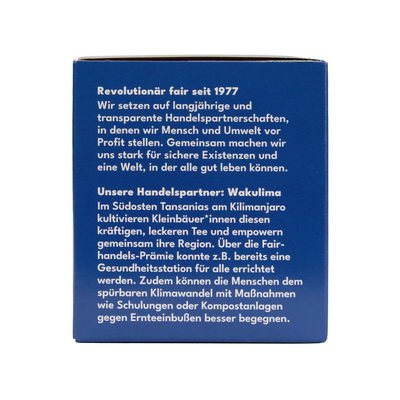 Revolutionär fair seit 1977
Wir setzen auf langjährige und
transparente Handelspartnerschaften,
in denen wir Mensch und Umwelt vor
Profit stellen. Gemeinsam machen wir
uns stark für sichere Existenzen und
eine Welt, in der alle gut leben können.
Unsere Handelspartner: Wakulima
Im Südosten Tansanias am Kilimanjaro
kultivieren Kleinbäuer*innen diesen
kräftigen, leckeren Tee und empowern
gemeinsam ihre Region. Über die Fair-
handels-Prämie konnte z.B. bereits eine
Gesundheitsstation für alle errichtet
werden. Zudem können die Menschen dem
spürbaren Klimawandel mit Maßnahmen
wie Schulungen oder Kompostanlagen
gegen Ernteeinbußen besser begegnen.